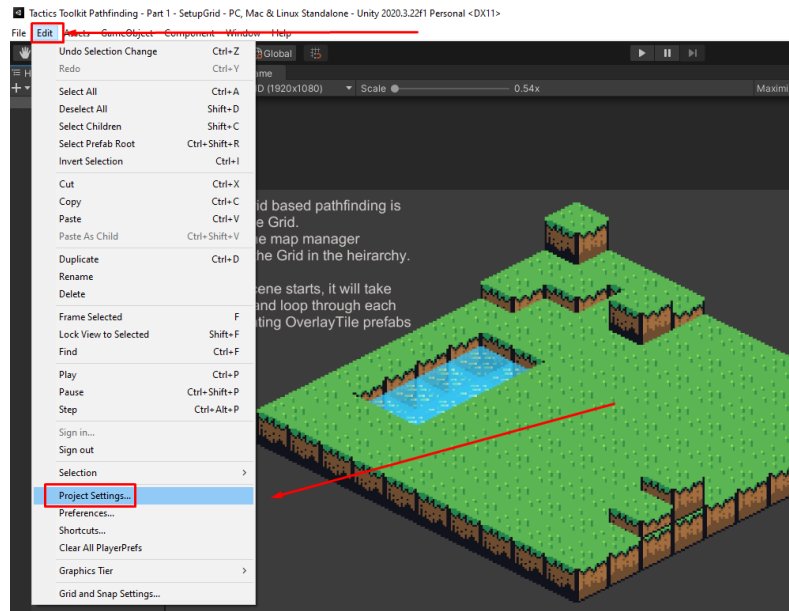 Tactics Toolkit Pathfinding - Part 1 - SetupGrid - PC, Mac & Linux Standalone - Unity 2020.3.22f1 Personal <DX11>
File Edit Assets GameObject Component Window Help
Global
ame
D (1920x1080) Scale 0.54x Maximi
Undo Selection Change Ctrl+Z
Redo Ctrl+Y
Select All Ctrl+A
Deselect All Shift+D
Select Children Shift+C
Select Prefab Root Ctrl+Shift+R
Invert Selection Ctrl+I
Cut Ctrl+X
Copy Ctrl+C
Paste Ctrl+V
Paste As Child Ctrl+Shift+V
Duplicate Ctrl+D
Rename
Delete
Frame Selected F
Lock View to Selected Shift+F
Find Ctrl+F
Play Ctrl+P
Pause Ctrl+Shift+P
Step Ctrl+Alt+P
Sign in...
Sign out
Selection >
Project Settings...
Preferences...
Shortcuts...
Clear All PlayerPrefs
Graphics Tier >
Grid and Snap Settings...
id based pathfinding is
e Grid.
he map manager
he Grid in the heirarchy.
cene starts, it will take
and loop through each
ting OverlayTile prefabs